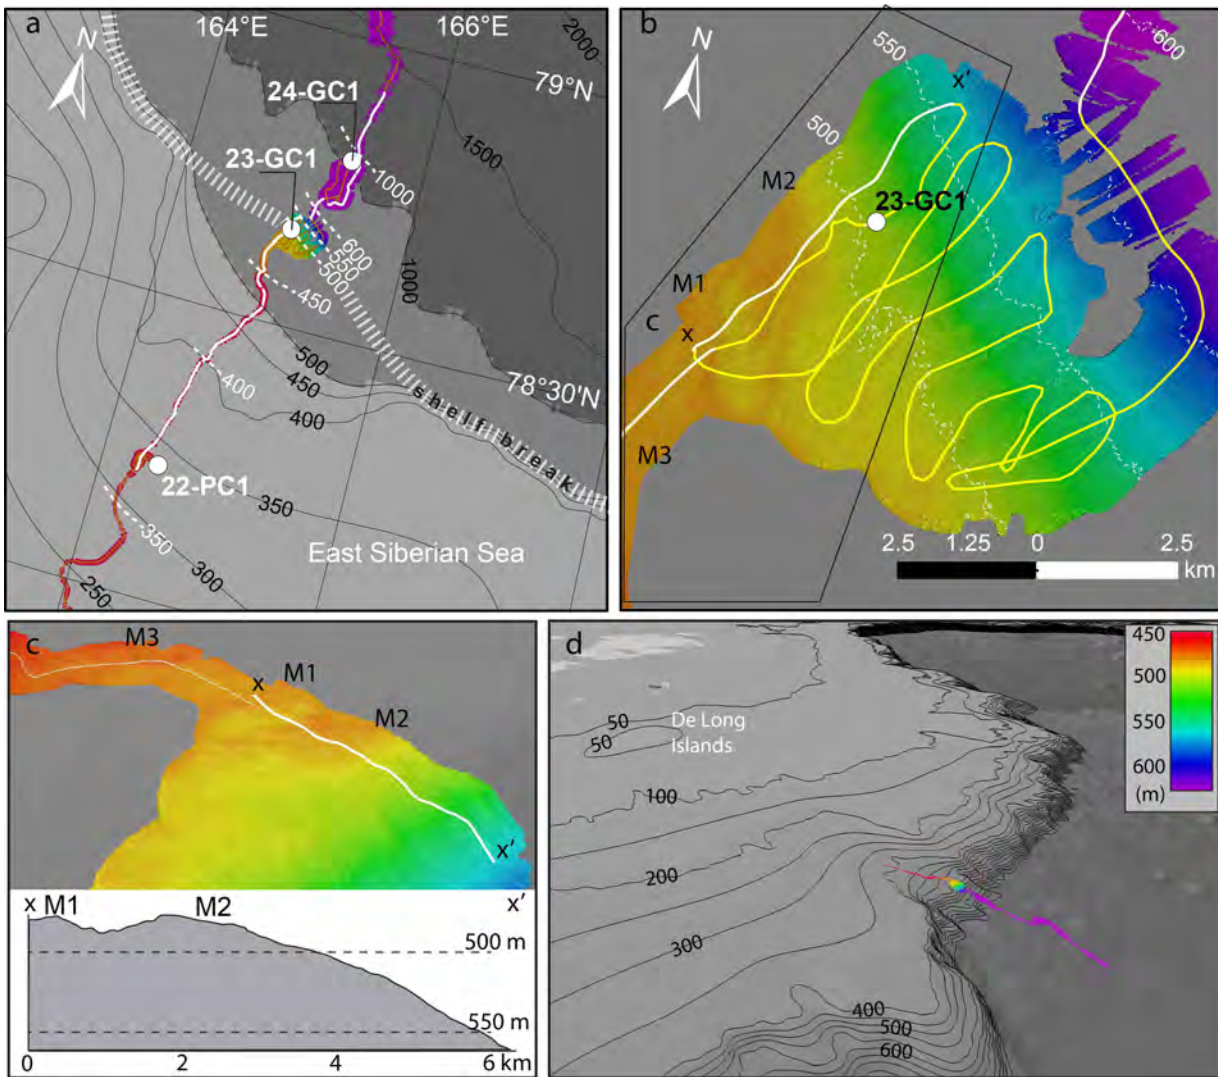 a
164°E
166°E
2000
N
79°N
24-GC1
1500
23-GC1
1000
600
550
500
450
1000
500
450
400
400
78°30'N
shelf break
22-PC1
350
350
East Siberian Sea
300
250
b
N
550
x'
600
500
M2
23-GC1
M1
c
x
M3
2.5 1.25 0 2.5
km
c
M3
x
M1
M2
x'
x M1 M2 x'
500 m
550 m
0 2 4 6 km
d
450
500
550
600
(m)
50
50
De Long
Islands
100
200
300
400
500
600